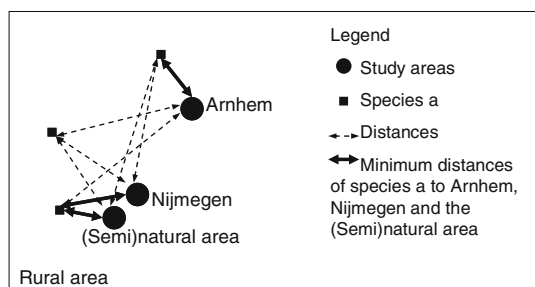 Legend
Arnhem
Study areas
Species a
Distances
Minimum distances
of species a to Arnhem,
Nijmegen and the
(Semi)natural area
Nijmegen
(Semi)natural area
Rural area